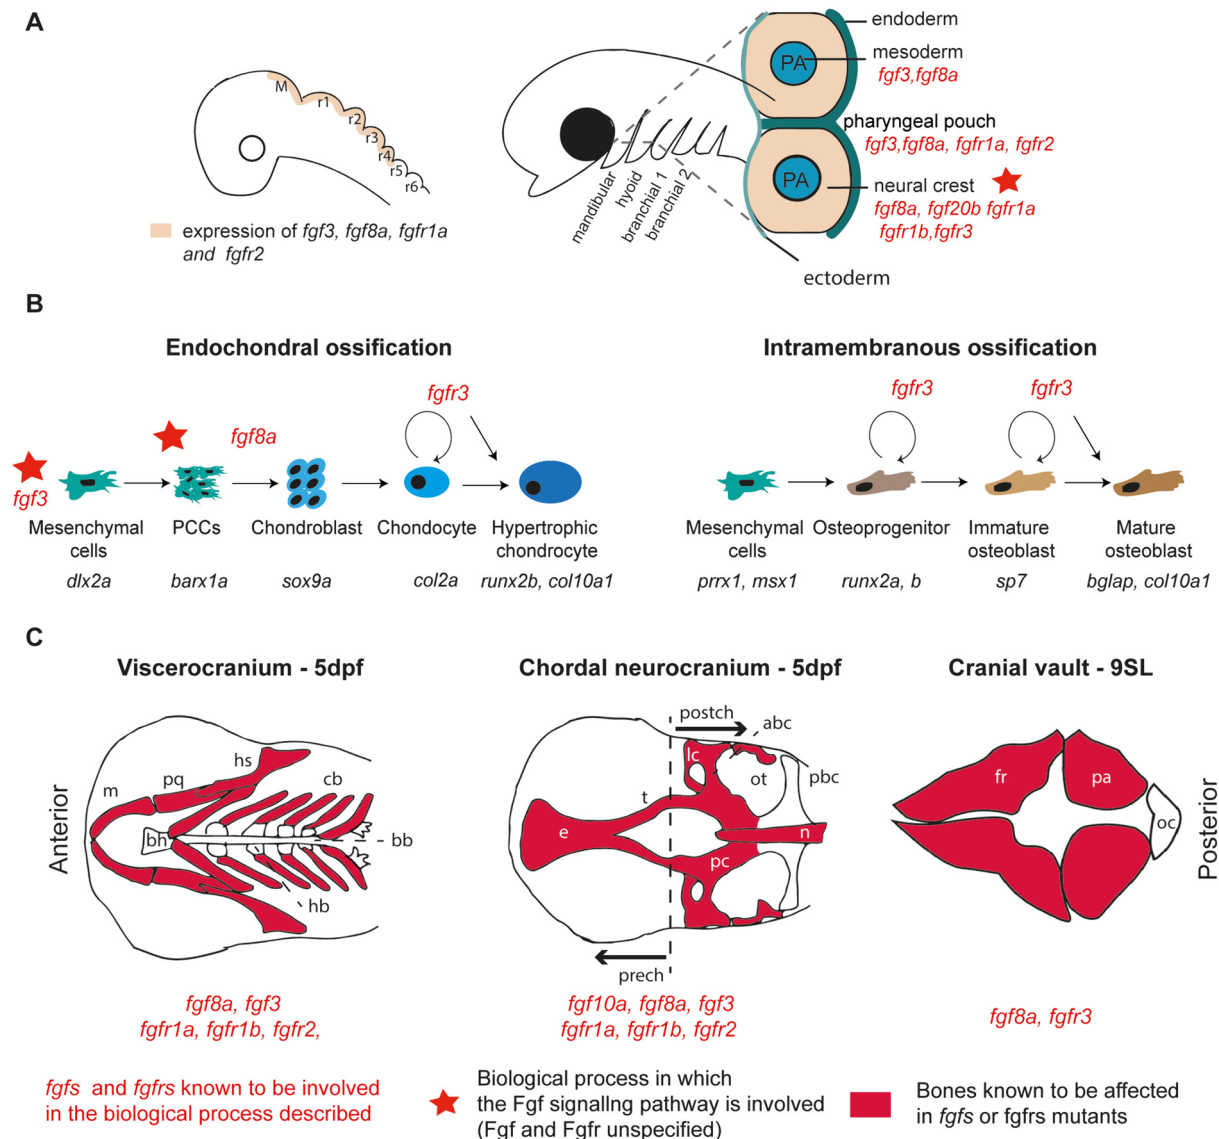 A
M
r1
r2
r3
r4
r5
r6
expression of fgf3, fgf8a, fgfr1a
and fgfr2
mandibular
hyoid
branchial 1
branchial 2
PA
PA
endoderm
mesoderm
fgf3,fgf8a
pharyngeal pouch
fgf3,fgf8a, fgfr1a, fgfr2
neural crest
fgf8a, fgf20b fgfr1a
fgfr1b,fgfr3
ectoderm
B
Endochondral ossification
fgfr3
fgf8a
fgf3
Mesenchymal
cells
PCCs
Chondroblast
Chondocyte
Hypertrophic
chondrocyte
dlx2a
barx1a
sox9a
col2a
runx2b, col10a1
Intramembranous ossification
fgfr3
fgfr3
Mesenchymal
cells
Osteoprogenitor
Immature
osteoblast
Mature
osteoblast
prrx1, msx1
runx2a, b
sp7
bglap, col10a1
C
Viscerocranium - 5dpf
Anterior
m
pq
hs
cb
bh
bb
hb
fgf8a, fgf3
fgfr1a, fgfr1b, fgfr2,
Chordal neurocranium - 5dpf
postch
abc
lc
ot
pbc
t
e
n
pc
prech
fgf10a, fgf8a, fgf3
fgfr1a, fgfr1b, fgfr2
Cranial vault - 9SL
fr
pa
oc
Posterior
fgf8a, fgfr3
fgfs and fgfrs known to be involved
in the biological process described
Biological process in which
the Fgf signallng pathway is involved
(Fgf and Fgfr unspecified)
Bones known to be affected
in fgfs or fgfrs mutants